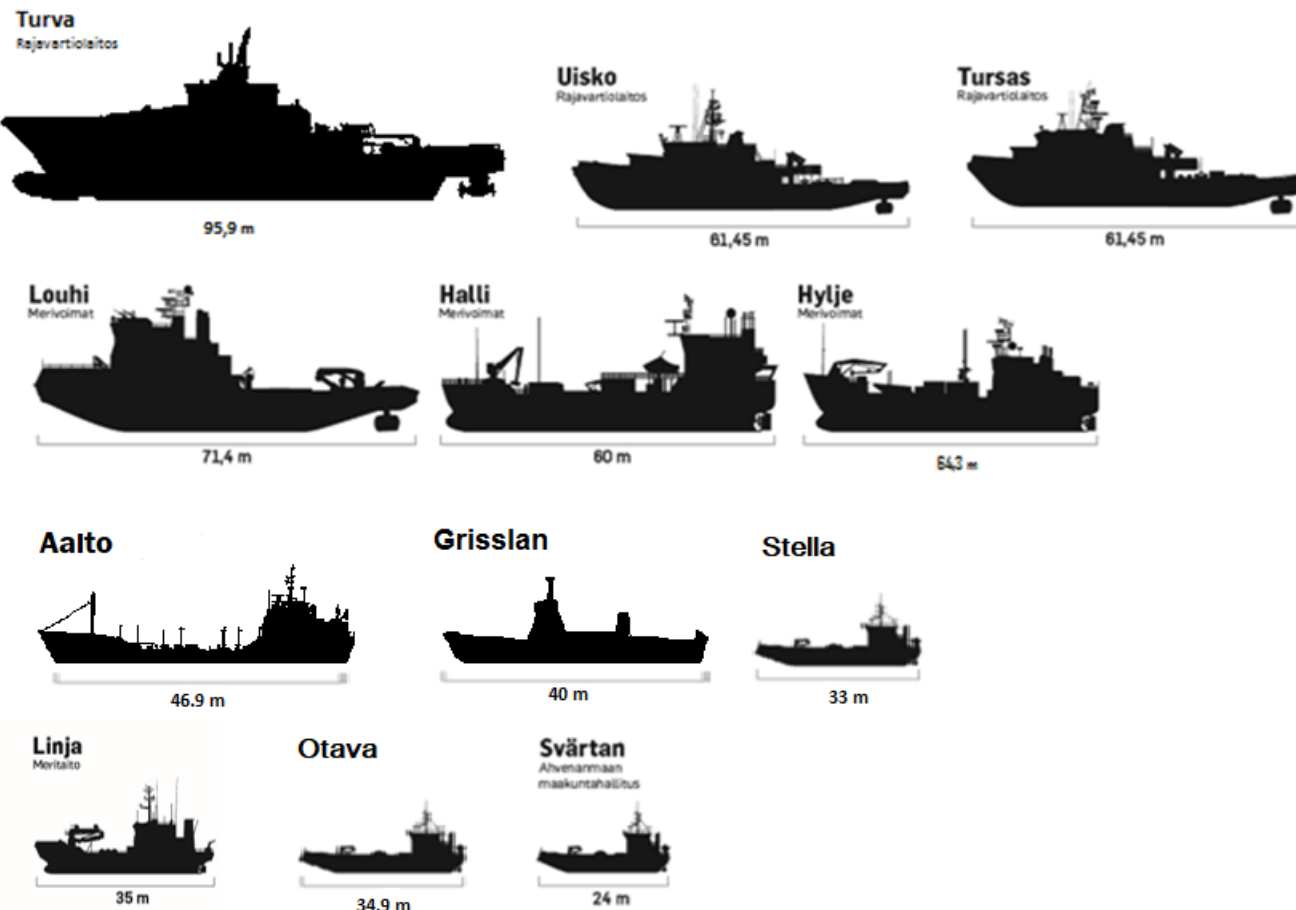 Turva
Rajavartiolaitos
95,9 m
Uisko
Rajavartiolaitos
61,45 m
Tursas
Rajavartiolaitos
61,45 m
Louhi
Merivoimat
71,4 m
Halli
Merivoimat
60 m
Hylje
Merivoimat
54,3 m
Aalto
46.9 m
Grisslan
40 m
Stella
33 m
Linja
Meritaito
35 m
Otava
34.9 m
Svärtan
Ahvenanmaan
maakuntahallitus
24 m